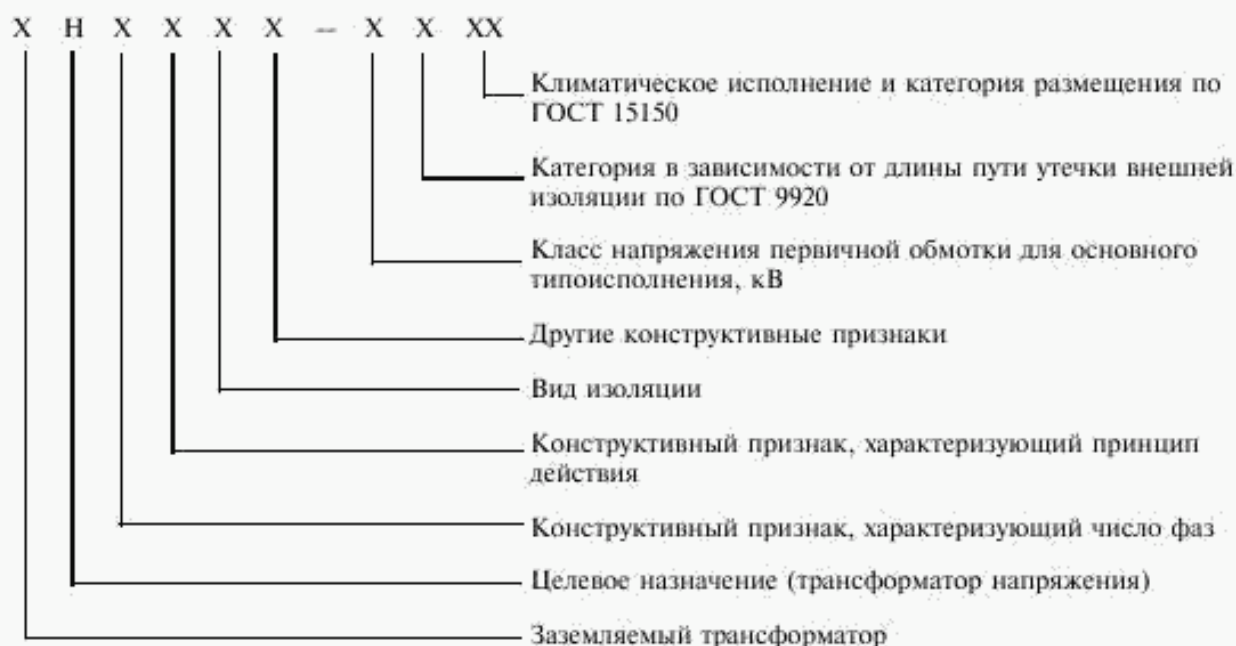 Х Н Х Х Х Х – Х Х ХХ
Климатическое исполнение и категория размещения по
ГОСТ 15150
Категория в зависимости от длины пути утечки внешней
изоляции по ГОСТ 9920
Класс напряжения первичной обмотки для основного
типоисполнения, кВ
Другие конструктивные признаки
Вид изоляции
Конструктивный признак, характеризующий принцип
действия
Конструктивный признак, характеризующий число фаз
Целевое назначение (трансформатор напряжения)
Заземляемый трансформатор